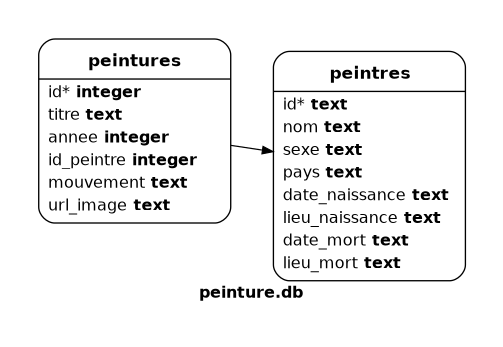 peintures
id* integer
titre text
annee integer
id_peintre integer
mouvement text
url_image text
peintres
id* text
nom text
sexe text
pays text
date_naissance text
lieu_naissance text
date_mort text
lieu_mort text
peinture.db